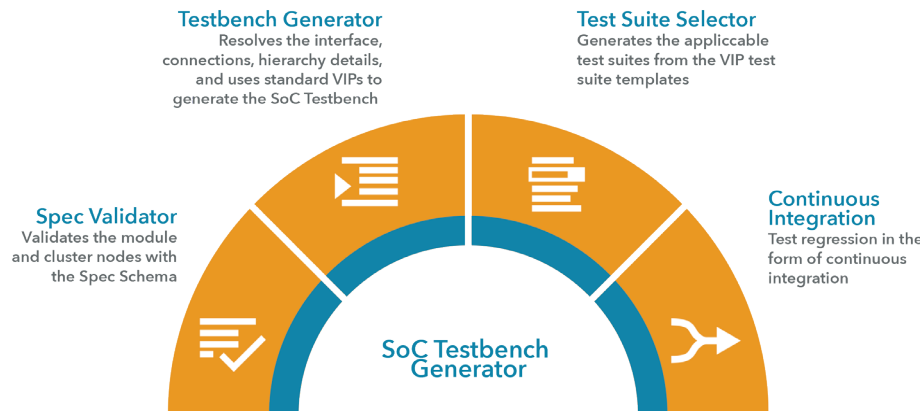 Testbench Generator
Resolves the interface,
connections, hierarchy details,
and uses standard VIPs to
generate the SoC Testbench
Test Suite Selector
Generates the appliccable
test suites from the VIP test
suite templates
Spec Validator
Validates the module
and cluster nodes with
the Spec Schema
Continuous
Integration
Test regression in the
form of continuous
integration
SoC Testbench
Generator